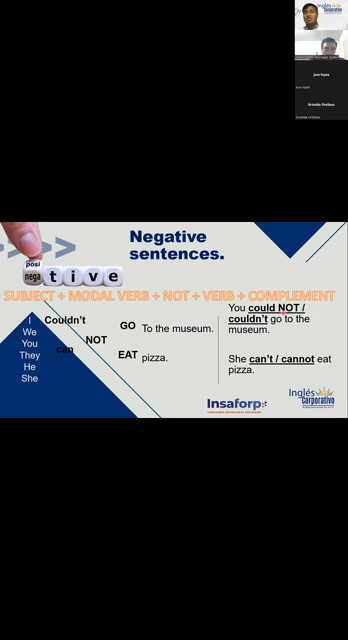 Inglés
Corporativo
jose lopez
jose lopez
Griselda Orellana
Griselda Orellana
Negative
sentences.
posi
nega t i v e
SUBJECT + MODAL VERB + NOT + VERB + COMPLEMENT
I
We
You
They
He
She
Couldn't
NOT
can
GO
EAT
To the museum.
pizza.
You could NOT /
couldn't go to the
museum.
She can't / cannot eat
pizza.
Insaforp
Inglés
Corporativo